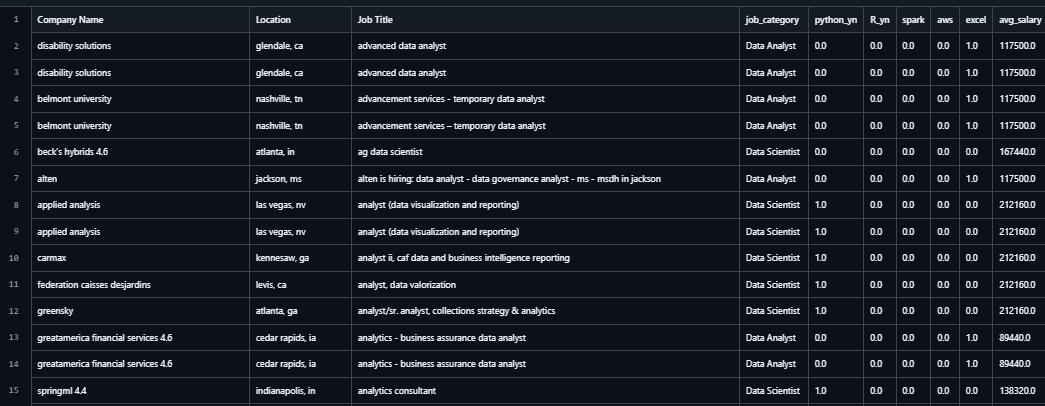 1 Company Name Location Job Title job_category python_yn R_yn spark aws excel avg_salary
2 disability solutions glendale, ca advanced data analyst Data Analyst 0.0 0.0 0.0 0.0 1.0 117500.0
3 disability solutions glendale, ca advanced data analyst Data Analyst 0.0 0.0 0.0 0.0 1.0 117500.0
4 belmont university nashville, tn advancement services - temporary data analyst Data Analyst 0.0 0.0 0.0 0.0 1.0 117500.0
5 belmont university nashville, tn advancement services – temporary data analyst Data Analyst 0.0 0.0 0.0 0.0 1.0 117500.0
6 beck's hybrids 4.6 atlanta, in ag data scientist Data Scientist 0.0 0.0 0.0 0.0 0.0 167440.0
7 alten jackson, ms alten is hiring: data analyst - data governance analyst - ms - msdh in jackson Data Analyst 0.0 0.0 0.0 0.0 1.0 117500.0
8 applied analysis las vegas, nv analyst (data visualization and reporting) Data Scientist 1.0 0.0 0.0 0.0 0.0 212160.0
9 applied analysis las vegas, nv analyst (data visualization and reporting) Data Scientist 1.0 0.0 0.0 0.0 0.0 212160.0
10 carmax kennesaw, ga analyst ii, caf data and business intelligence reporting Data Scientist 1.0 0.0 0.0 0.0 0.0 212160.0
11 federation caisses desjardins levis, ca analyst, data valorization Data Scientist 1.0 0.0 0.0 0.0 0.0 212160.0
12 greensky atlanta, ga analyst/sr. analyst, collections strategy & analytics Data Scientist 1.0 0.0 0.0 0.0 0.0 212160.0
13 greatamerica financial services 4.6 cedar rapids, ia analytics - business assurance data analyst Data Analyst 0.0 0.0 0.0 0.0 1.0 89440.0
14 greatamerica financial services 4.6 cedar rapids, ia analytics - business assurance data analyst Data Analyst 0.0 0.0 0.0 0.0 1.0 89440.0
15 springml 4.4 indianapolis, in analytics consultant Data Scientist 1.0 0.0 0.0 0.0 0.0 138320.0